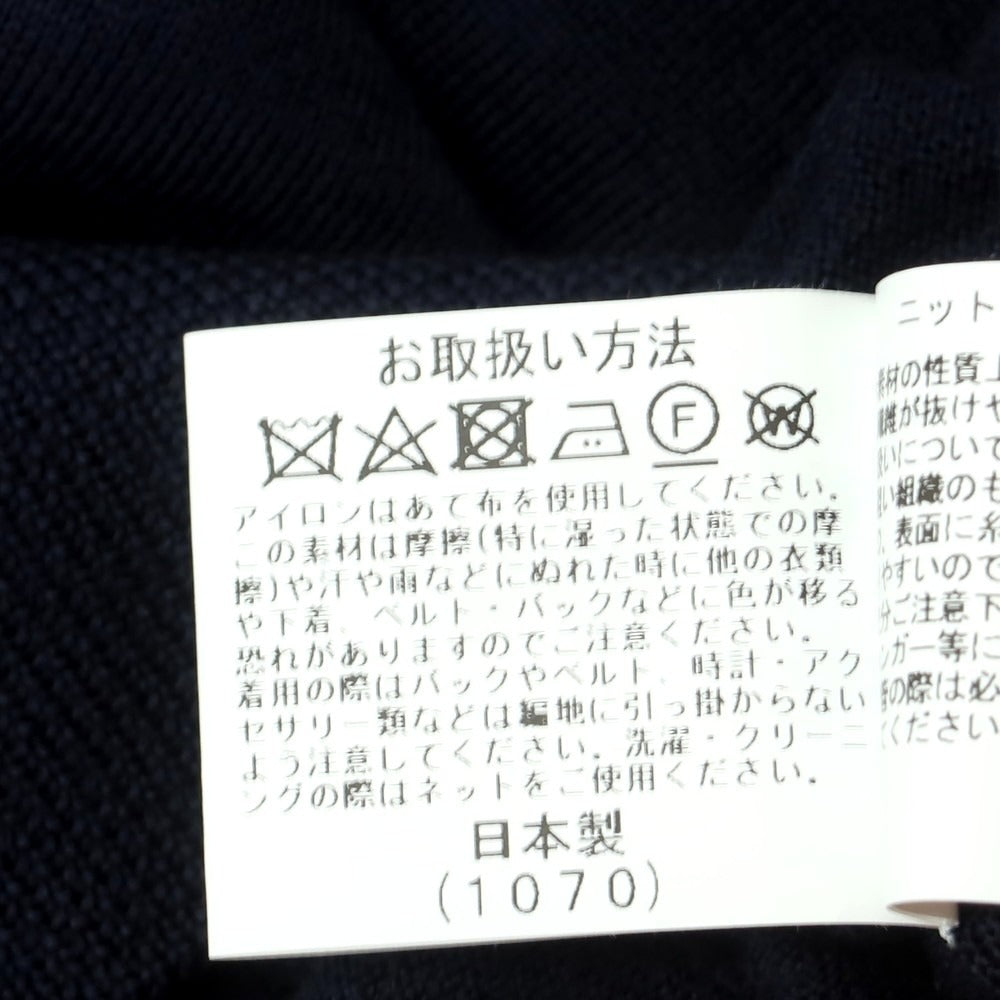 お取扱い方法
F W
アイロンはあて布を使用してください。
この素材は摩擦(特に湿った状態での摩
擦)や汗や雨などにぬれた時に他の衣類
や下着、ベルト・バックなどに色が移る
恐れがありますのでご注意ください。
着用の際はバックやベルト、時計・アク
セサリー類などは編地に引っ掛からない
よう注意してください。洗濯・クリーニ
ングの際はネットをご使用ください。
日本製
(1070)
ニット
素材の性質上
繊維が抜けや
いについて
い組織のも
、表面に糸
やすいので
分ご注意下
ンガー等に
の際は必
ください